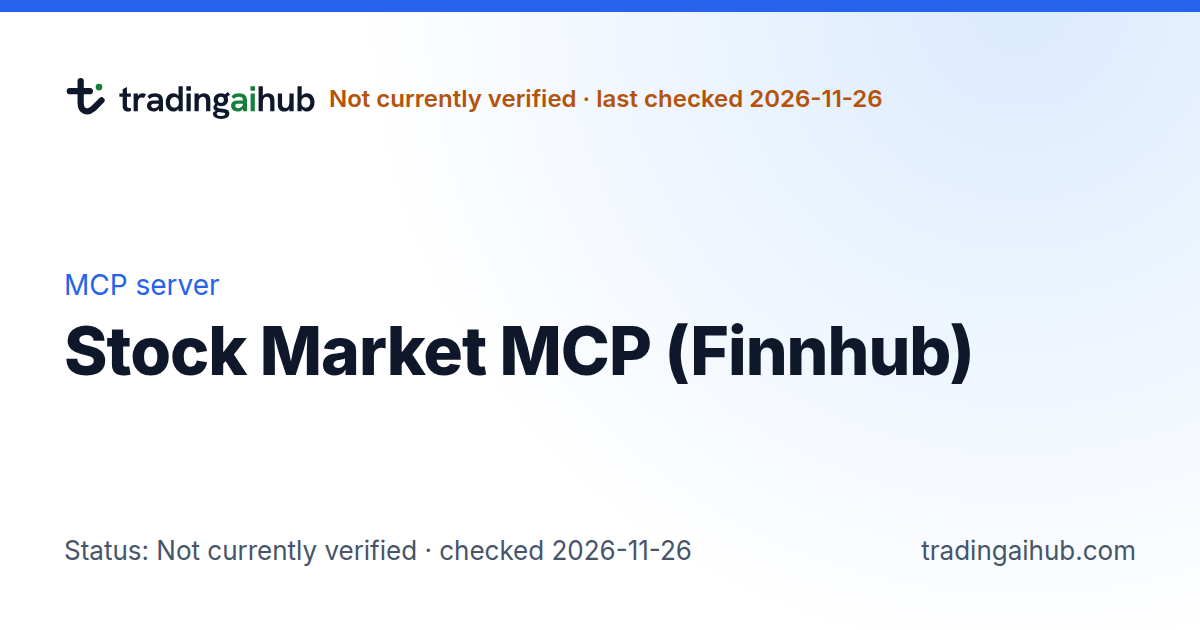 tradingaihub Not currently verified · last checked 2026-11-26
MCP server
Stock Market MCP (Finnhub)
Status: Not currently verified · checked 2026-11-26
tradingaihub.com